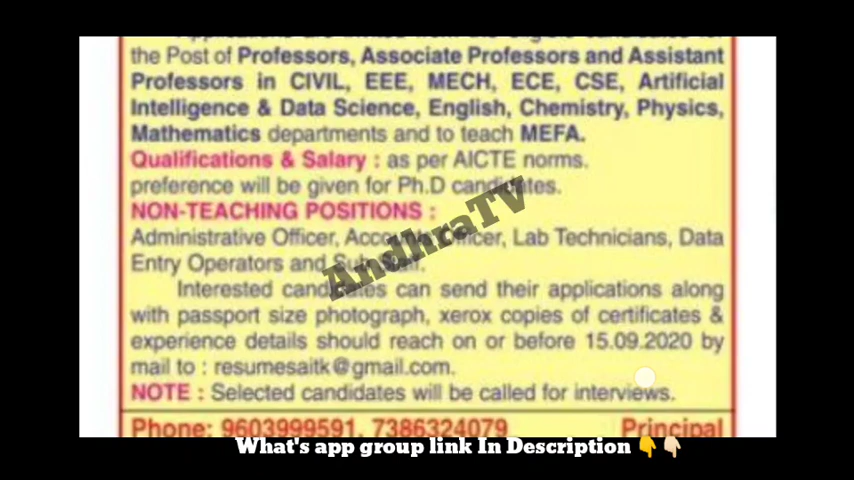 the Post of Professors, Associate Professors and Assistant
Professors in CIVIL, EEE, MECH, ECE, CSE, Artificial
Intelligence & Data Science, English, Chemistry, Physics,
Mathematics departments and to teach MEFA.
Qualifications & Salary : as per AICTE norms.
preference will be given for Ph.D candidates.
NON-TEACHING POSITIONS :
Administrative Officer, Accounts Officer, Lab Technicians, Data
Entry Operators and Sub Staff.
Interested candidates can send their applications along
with passport size photograph, xerox copies of certificates &
experience details should reach on or before 15.09.2020 by
mail to : resumesaitk@gmail.com.
NOTE : Selected candidates will be called for interviews.
Phone: 9603999591, 7386324079 Principal
AndhraTV
What's app group link In Description 👇👇🏻